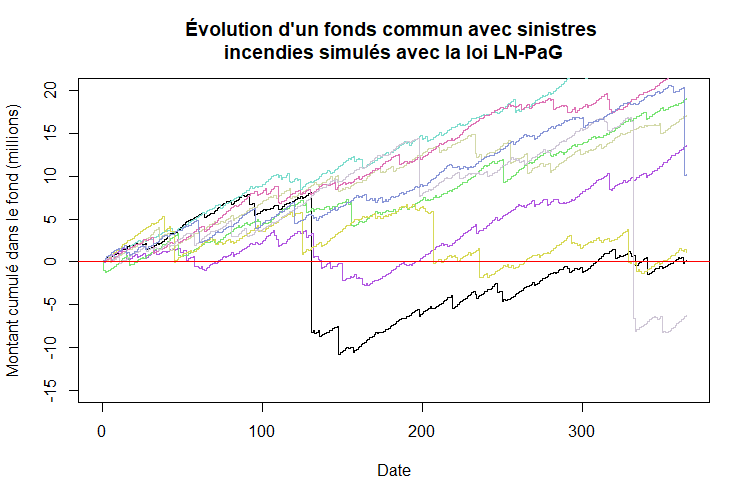 Évolution d'un fonds commun avec sinistres
incendies simulés avec la loi LN-PaG
Montant cumulé dans le fond (millions)
20
15
10
5
0
-5
-10
-15
0 100 200 300
Date